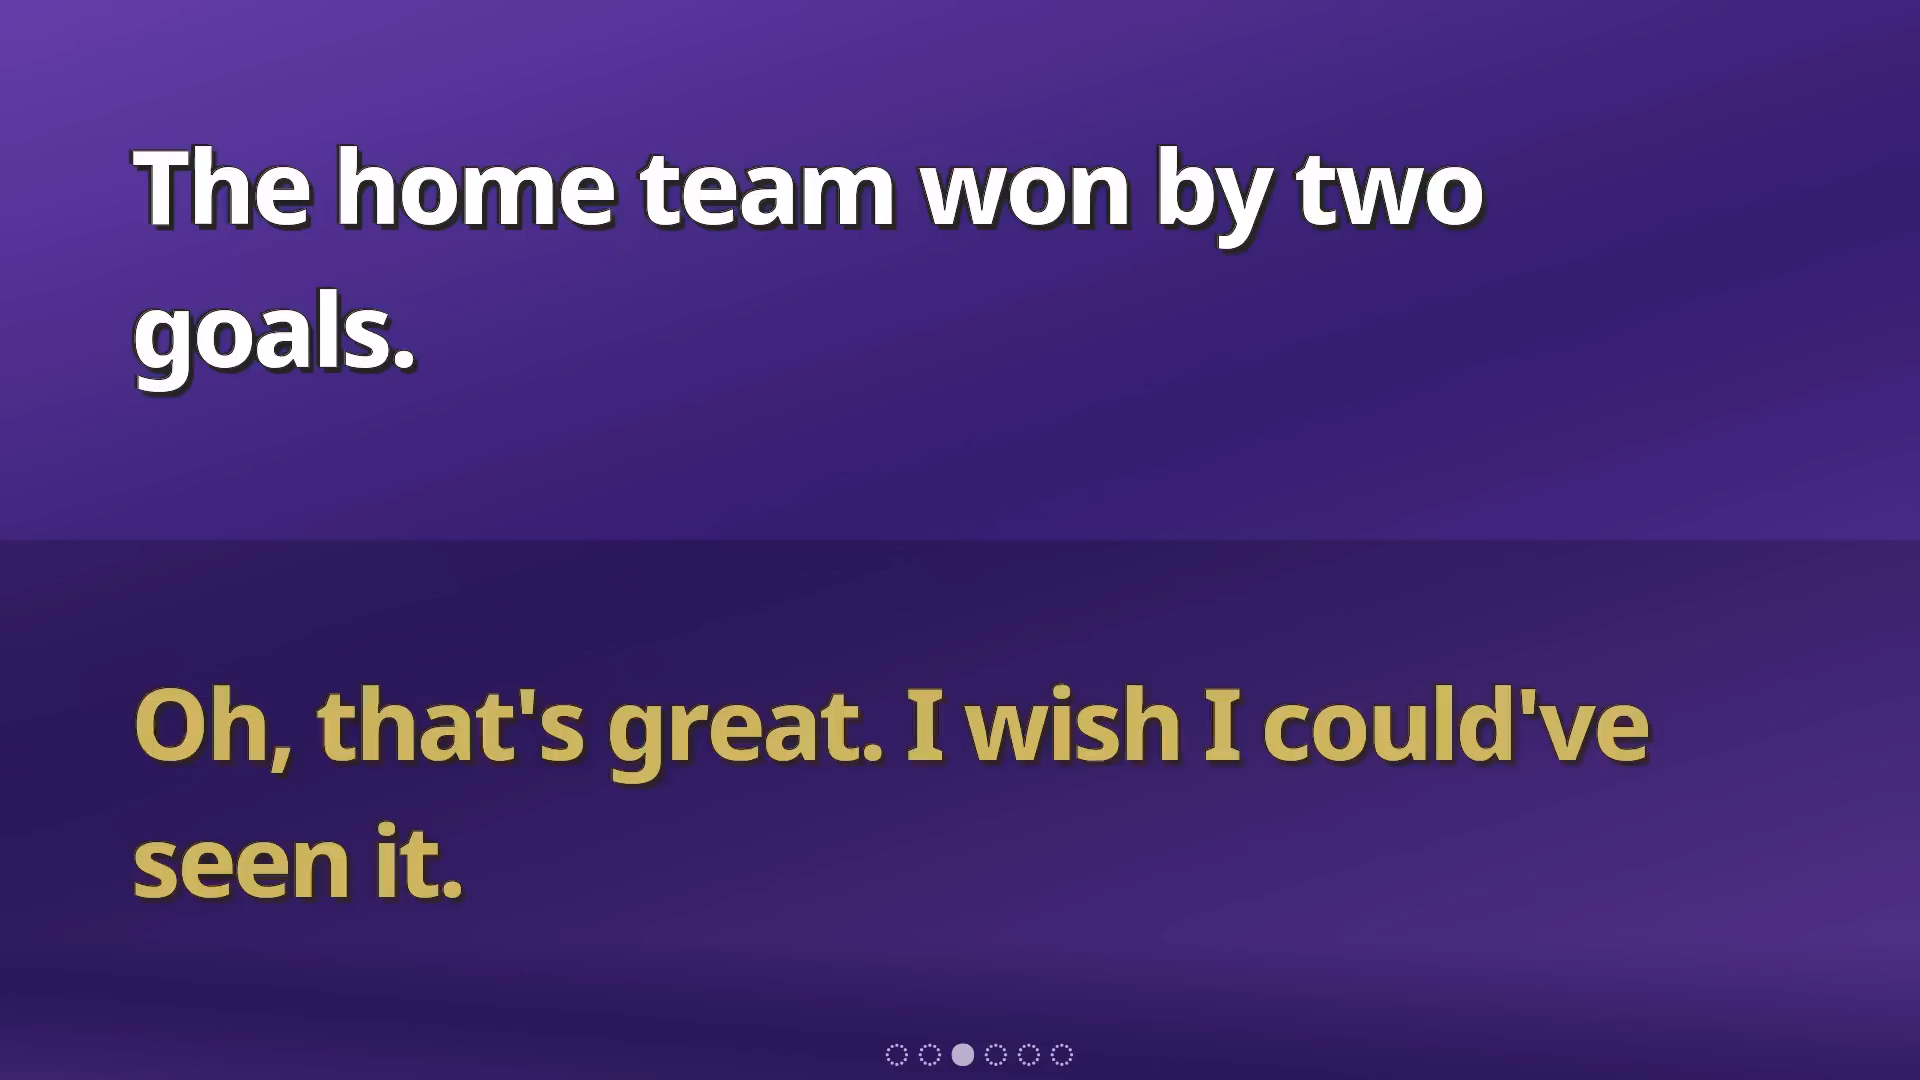 The home team won by two
goals.
Oh, that's great. I wish I could've
seen it.